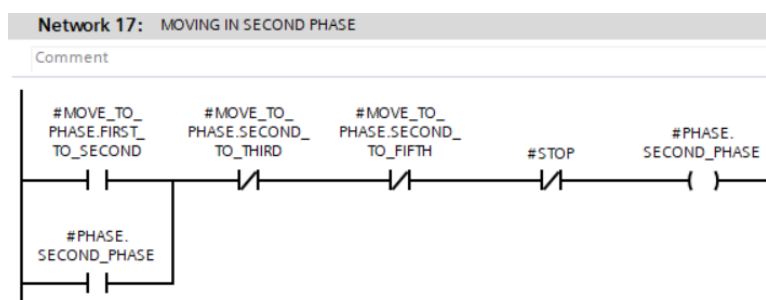 Network 17: MOVING IN SECOND PHASE
Comment
#MOVE_TO_
PHASE.FIRST_
TO_SECOND
#MOVE_TO_
PHASE.SECOND_
TO_THIRD
#MOVE_TO_
PHASE.SECOND_
TO_FIFTH
#STOP
#PHASE.
SECOND_PHASE
#PHASE.
SECOND_PHASE